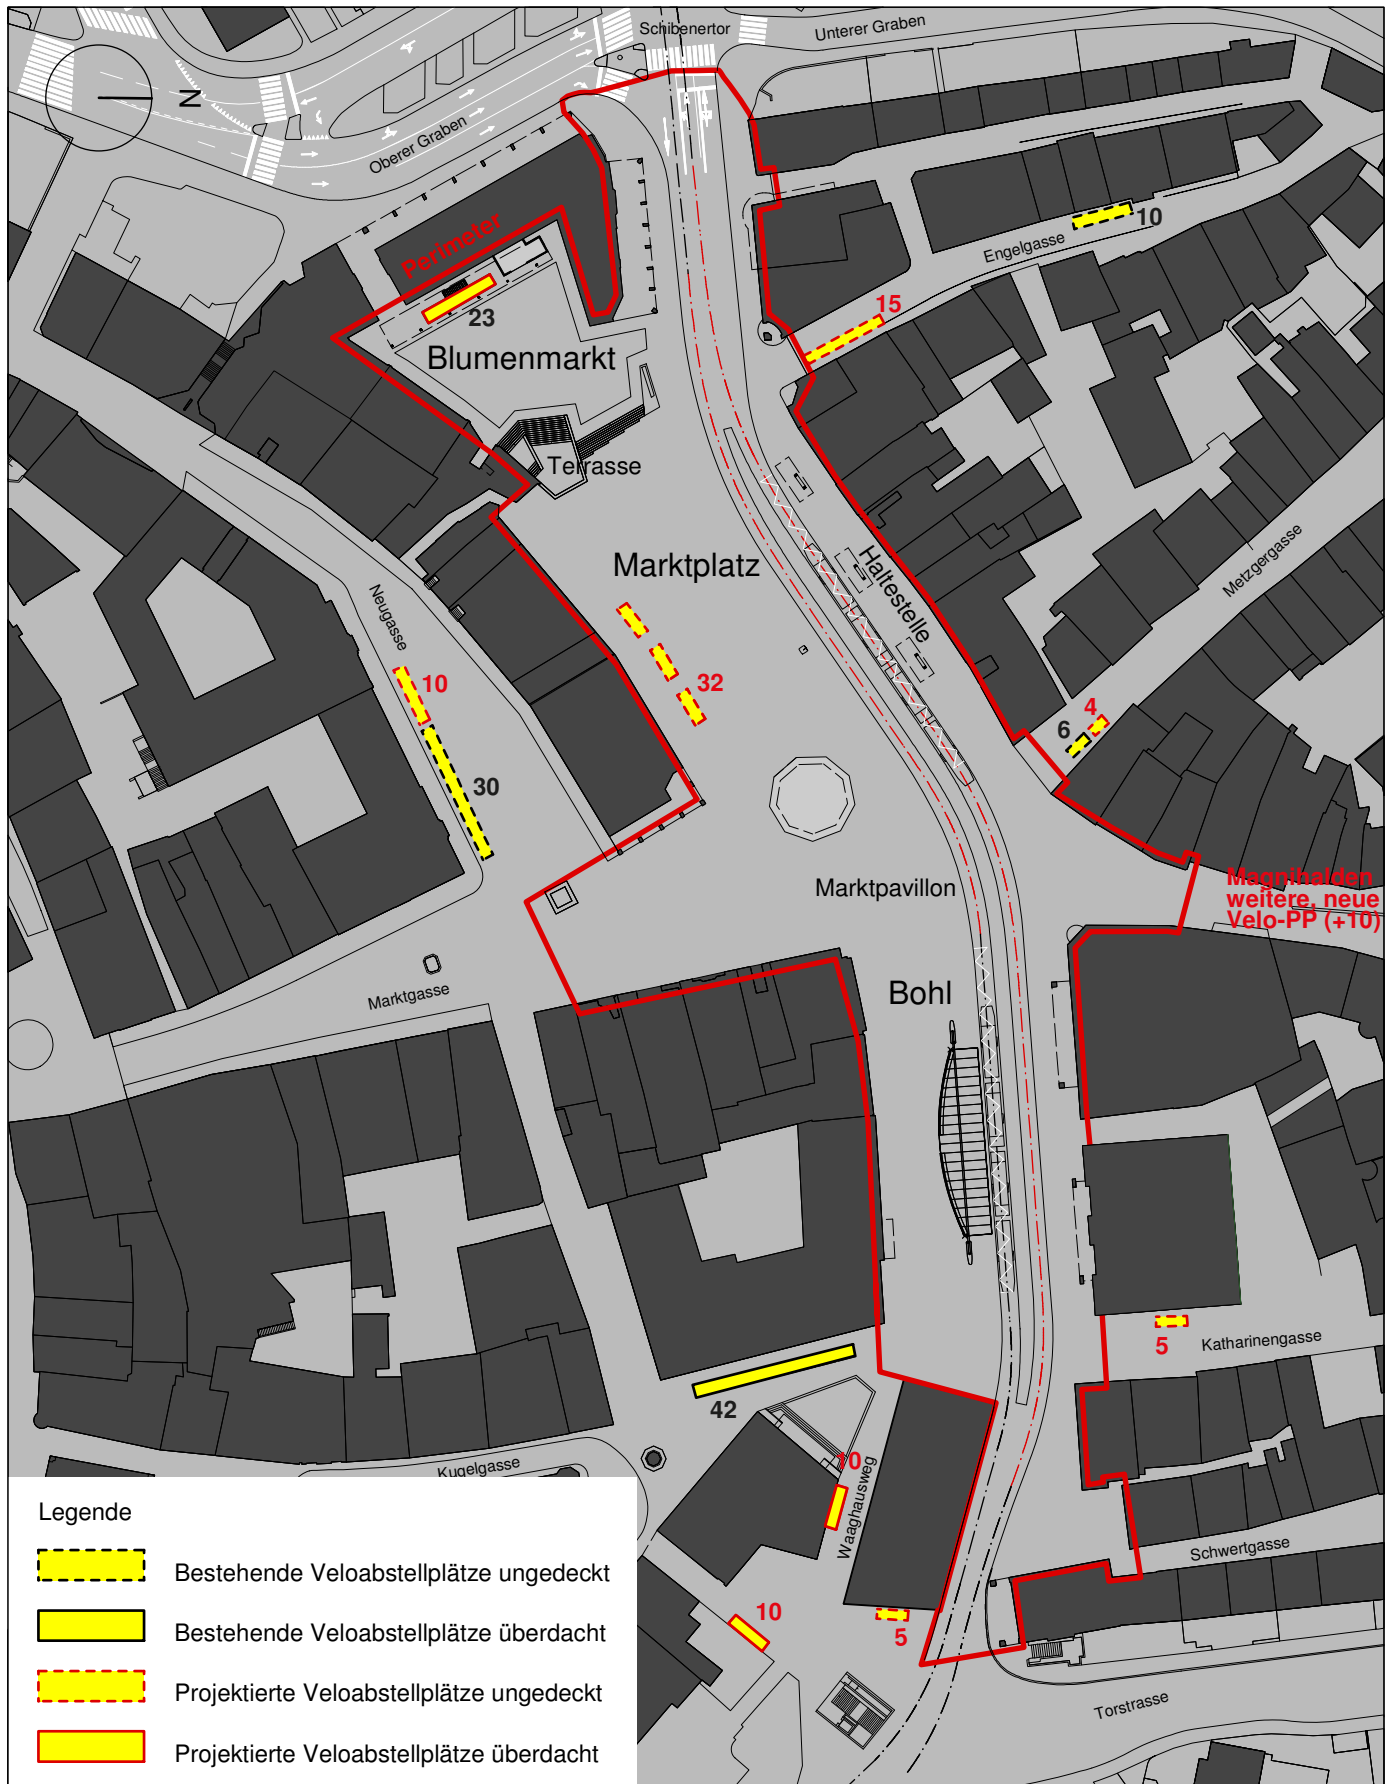 Schibenertor
Unterer Graben
N
Oberer Graben
Perimeter
10
Engelgasse
15
23
Blumenmarkt
Terrasse
Marktplatz
Haltestelle
Metzgergasse
Neugasse
10
32
4
6
30
Marktpavillon
Magnihalden
weitere, neue
Velo-PP (+10)
Bohl
Marktgasse
5
Katharinengasse
42
Kugelgasse
10
Waaghausweg
Schwertgasse
10
5
Torstrasse
Legende
Bestehende Veloabstellplätze ungedeckt
Bestehende Veloabstellplätze überdacht
Projektierte Veloabstellplätze ungedeckt
Projektierte Veloabstellplätze überdacht